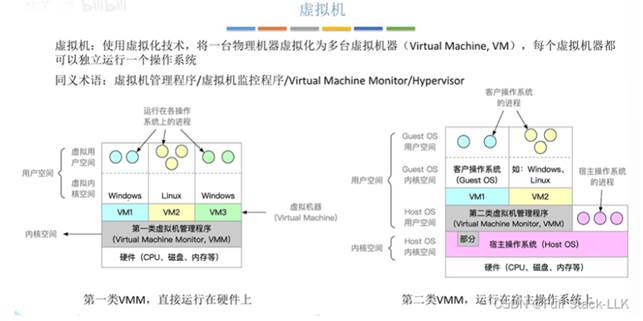 bilibili
虚拟机
虚拟机：使用虚拟化技术，将一台物理机器虚拟化为多台虚拟机器（Virtual Machine, VM），每个虚拟机器都
可以独立运行一个操作系统
同义术语：虚拟机管理程序/虚拟机监控程序/Virtual Machine Monitor/Hypervisor
运行在各操作
系统上的进程
用户空间
虚拟用
户空间
虚拟内
核空间
Windows
Linux
Windows
VM1
VM2
VM3
虚拟机器
(Virtual Machine)
内核空间
第一类虚拟机管理程序
(Virtual Machine Monitor, VMM)
硬件（CPU、磁盘、内存等）
第一类VMM，直接运行在硬件上
客户操作系统
的进程
用户空间
Guest OS
用户空间
Guest OS
内核空间
客户操作系统
(Guest OS)
如：Windows、
Linux
宿主操作系统
的进程
VM1
VM2
Host OS
用户空间
第二类虚拟机管理程序
(Virtual Machine Monitor, VMM)
内核空间
Host OS
内核空间
部分
宿主操作系统（Host OS）
硬件（CPU、磁盘、内存等）
第二类VMM，运行在宿主操作系统上
CSDN @Full-Stack-LLK